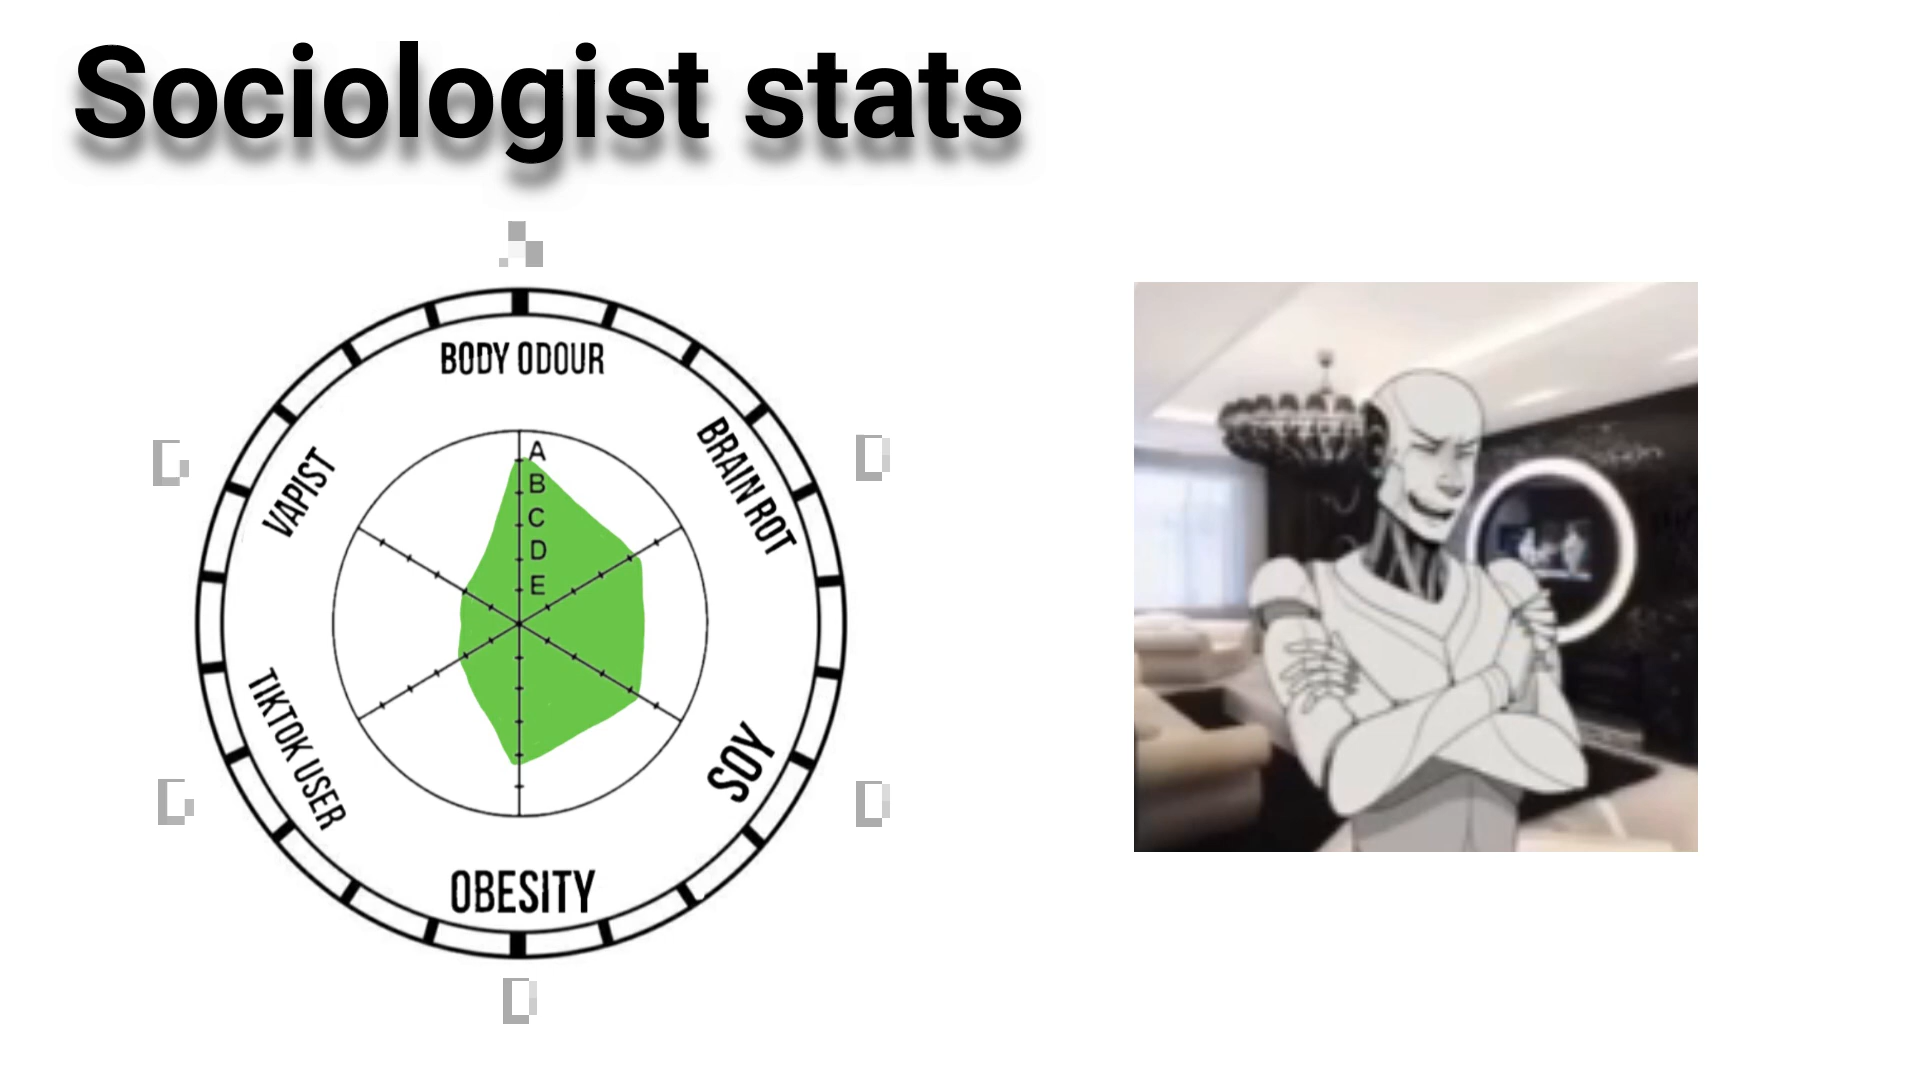 Sociologist stats
BODY ODOUR
BRAIN ROT
VAPIST
A
B
C
D
E
TIKTOK USER
SOY
OBESITY